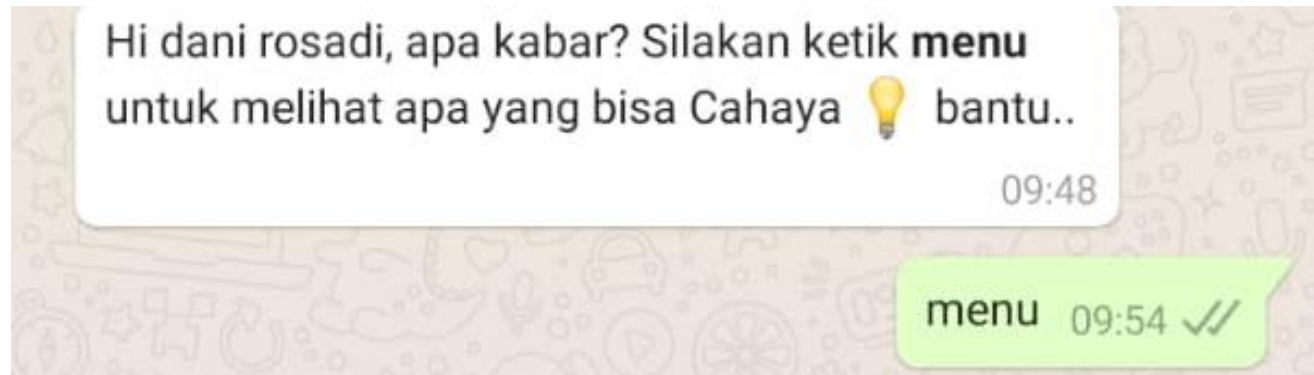 Hi dani rosadi, apa kabar? Silakan ketik menu
untuk melihat apa yang bisa Cahaya 💡 bantu..
09:48
menu 09:54